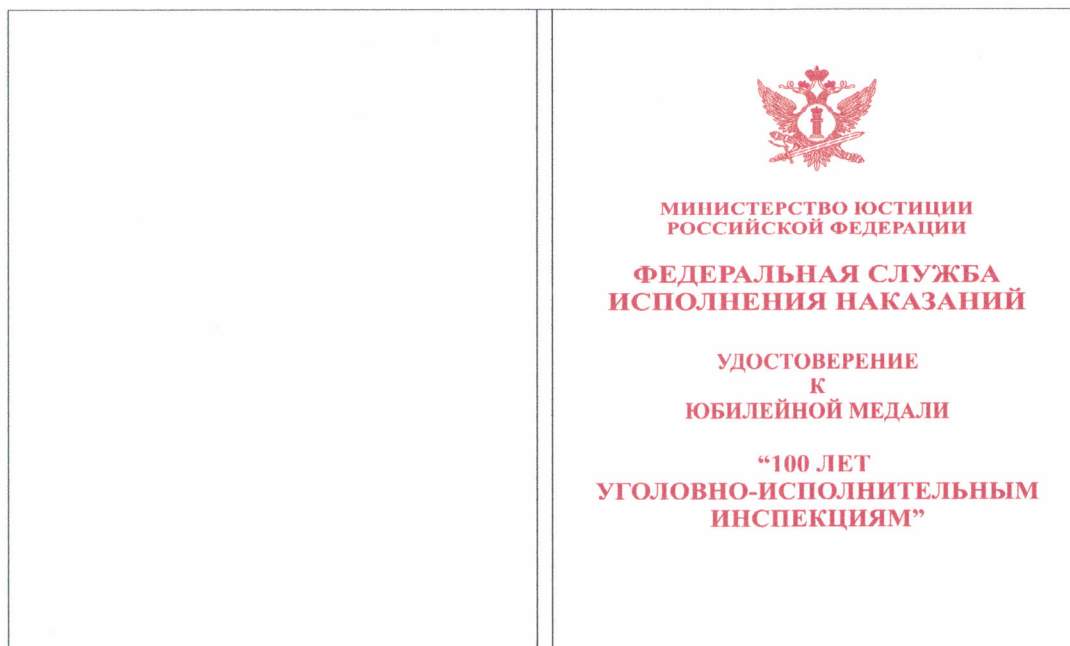 МИНИСТЕРСТВО ЮСТИЦИИ
РОССИЙСКОЙ ФЕДЕРАЦИИ
ФЕДЕРАЛЬНАЯ СЛУЖБА
ИСПОЛНЕНИЯ НАКАЗАНИЙ
УДОСТОВЕРЕНИЕ
К
ЮБИЛЕЙНОЙ МЕДАЛИ
“100 ЛЕТ
УГОЛОВНО-ИСПОЛНИТЕЛЬНЫМ
ИНСПЕКЦИЯМ”